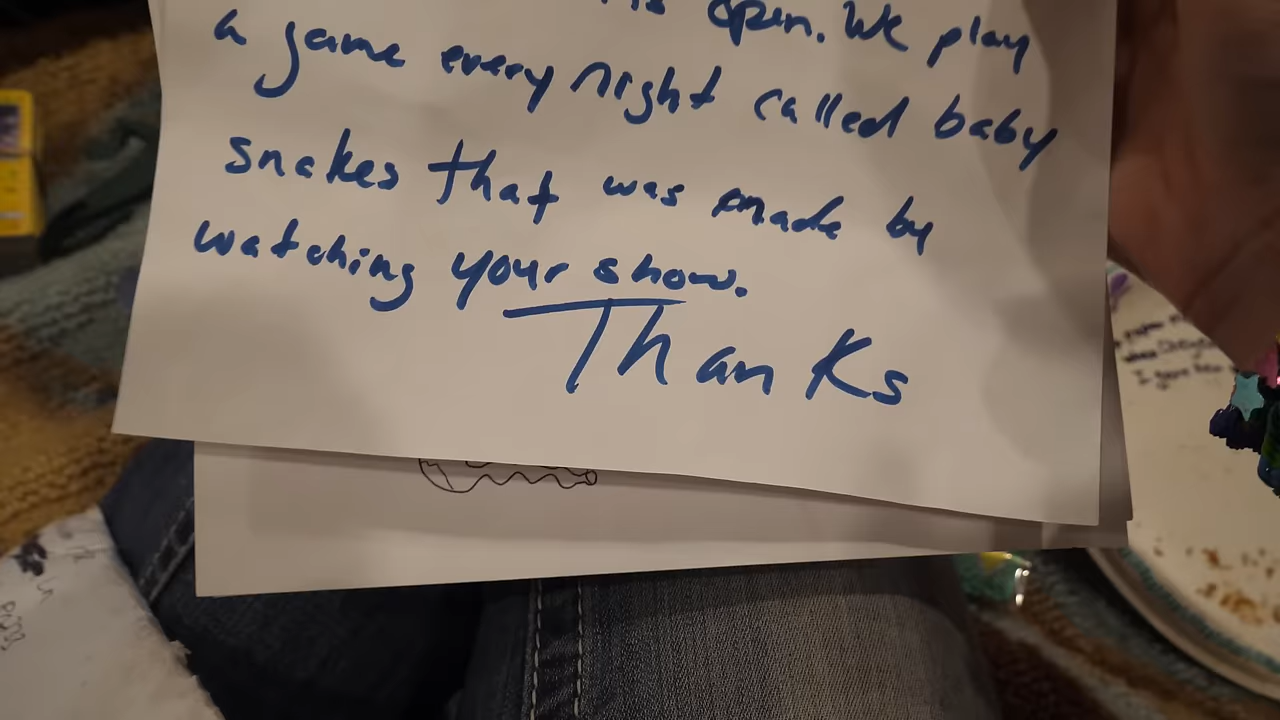 open. We play
a game every night called baby
snakes that was made by
watching your show.
Thanks